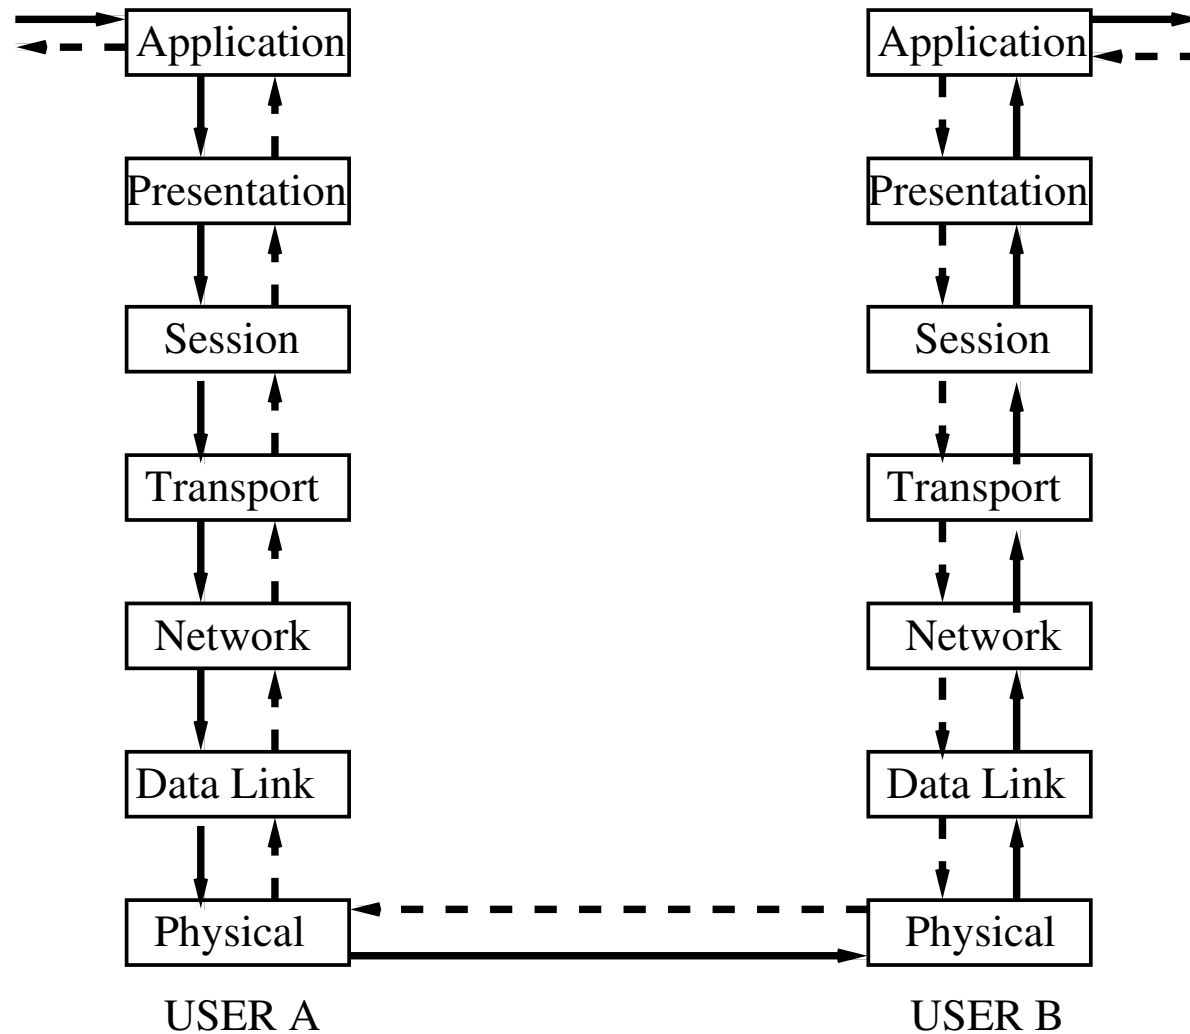 Application
Presentation
Session
Transport
Network
Data Link
Physical
USER A
Application
Presentation
Session
Transport
Network
Data Link
Physical
USER B